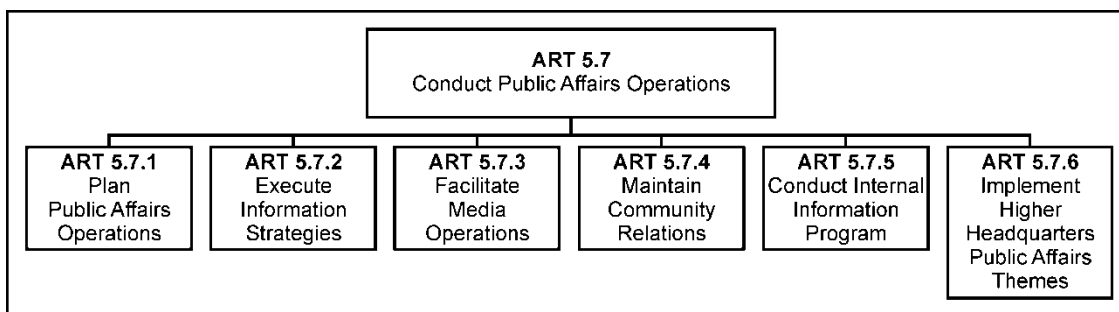 ART 5.7
Conduct Public Affairs Operations
ART 5.7.1
Plan
Public Affairs
Operations
ART 5.7.2
Execute
Information
Strategies
ART 5.7.3
Facilitate
Media
Operations
ART 5.7.4
Maintain
Community
Relations
ART 5.7.5
Conduct Internal
Information
Program
ART 5.7.6
Implement
Higher
Headquarters
Public Affairs
Themes